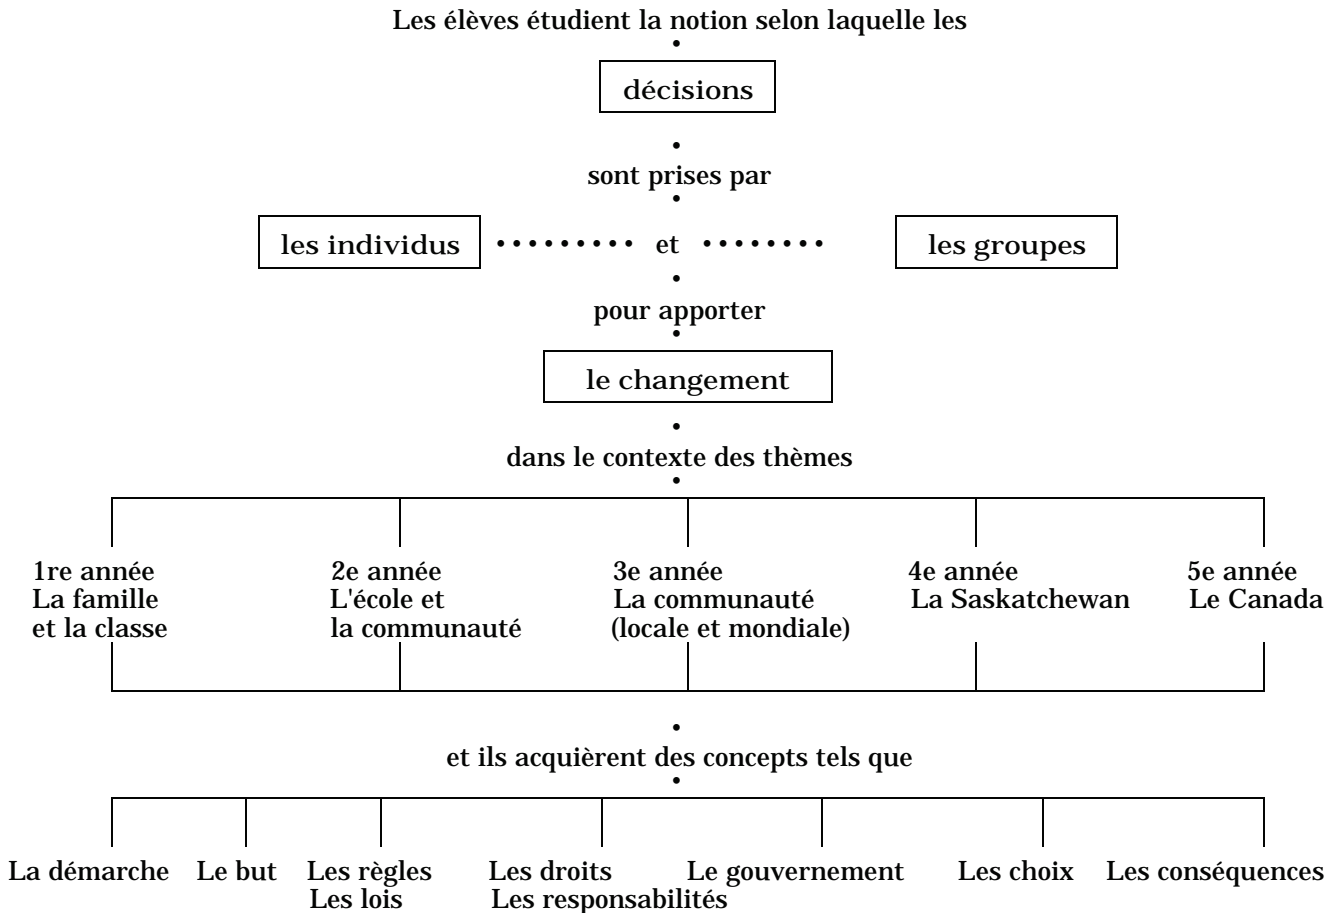 Les élèves étudient la notion selon laquelle les
décisions
sont prises par
les individus ••••••••• et •••••••• les groupes
pour apporter
le changement
dans le contexte des thèmes
1re année
La famille
et la classe
2e année
L'école et
la communauté
3e année
La communauté
(locale et mondiale)
4e année
La Saskatchewan
5e année
Le Canada
et ils acquièrent des concepts tels que
La démarche
Le but
Les règles
Les lois
Les droits
Les responsabilités
Le gouvernement
Les choix
Les conséquences